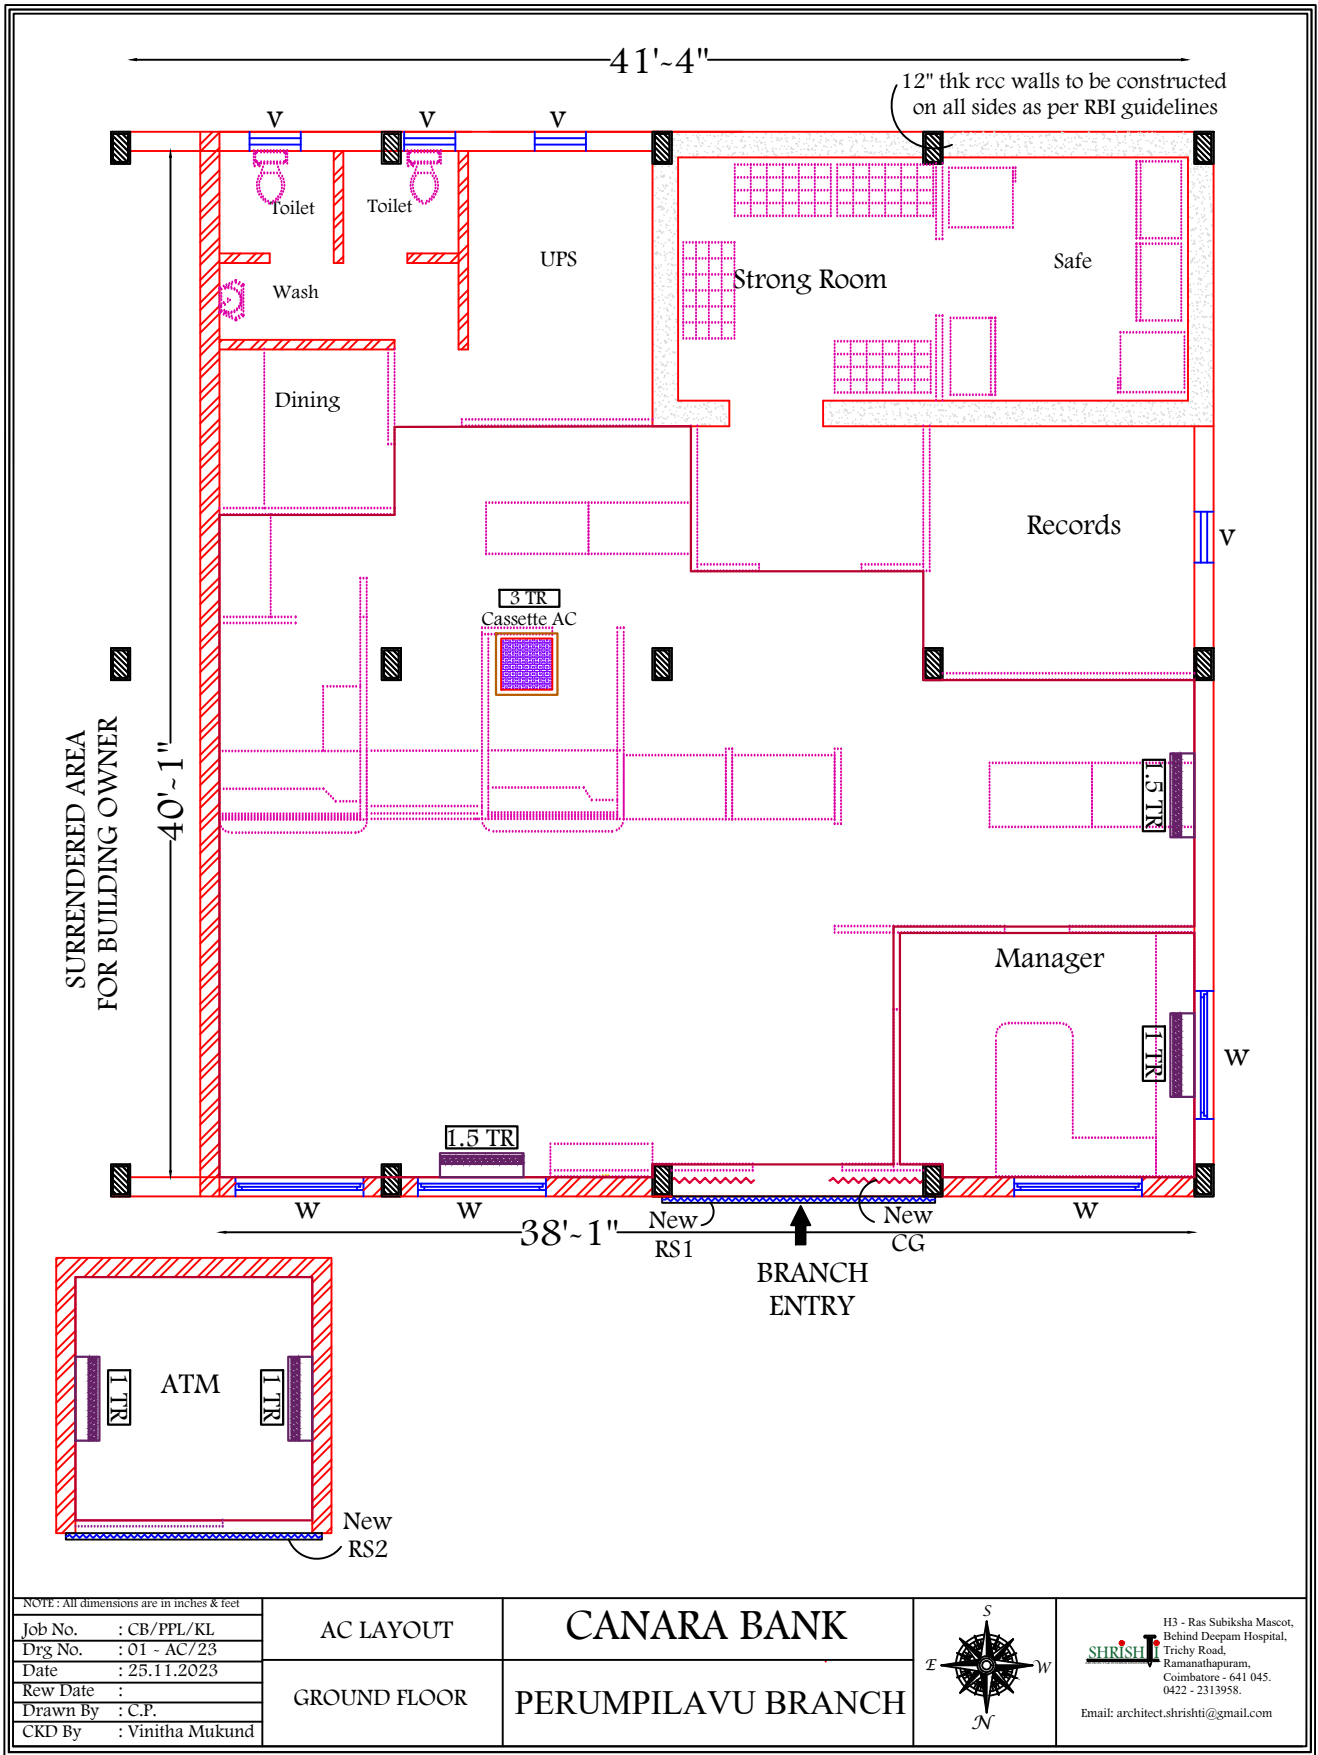 41'~4"
12" thk rcc walls to be constructed
on all sides as per RBI guidelines
V
V
V
Toilet
Toilet
UPS
Strong Room
Safe
Wash
Dining
Records
V
3 TR
Cassette AC
SURRENDERED AREA
FOR BUILDING OWNER
40'~1"
1.5 TR
Manager
1 TR
W
1.5 TR
W
W
W
38'~1"
New
RS1
New
CG
BRANCH
ENTRY
1 TR
ATM
1 TR
New
RS2
NOTE : All dimensions are in inches & feet
Job No. : CB/PPL/KL
Drg No. : 01 ~ AC/23
Date : 25.11.2023
Rew Date :
Drawn By : C.P.
CKD By : Vinitha Mukund
AC LAYOUT
GROUND FLOOR
CANARA BANK
PERUMPILAVU BRANCH
S
E
W
N
SHRISHTI
H3 - Ras Subiksha Mascot,
Behind Deepam Hospital,
Trichy Road,
Ramanathapuram,
Coimbatore - 641 045.
0422 - 2313958.
Email: architect.shrishti@gmail.com